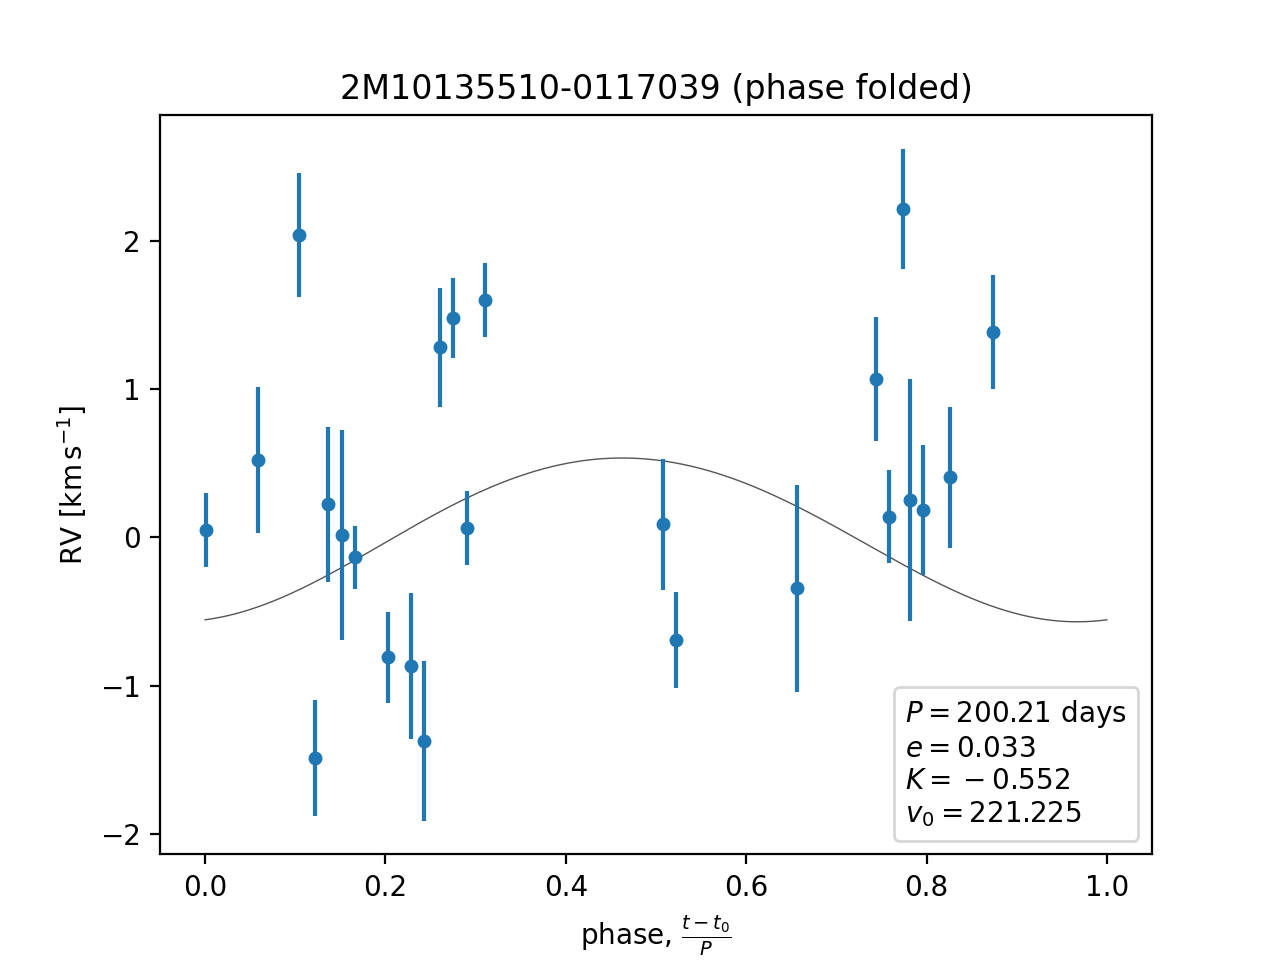 2M10135510-0117039 (phase folded)
RV [km s⁻¹]
2
1
0
−1
−2
P = 200.21 days
e = 0.033
K = −0.552
v₀ = 221.225
0.0 0.2 0.4 0.6 0.8 1.0
phase, (t − t₀)/P